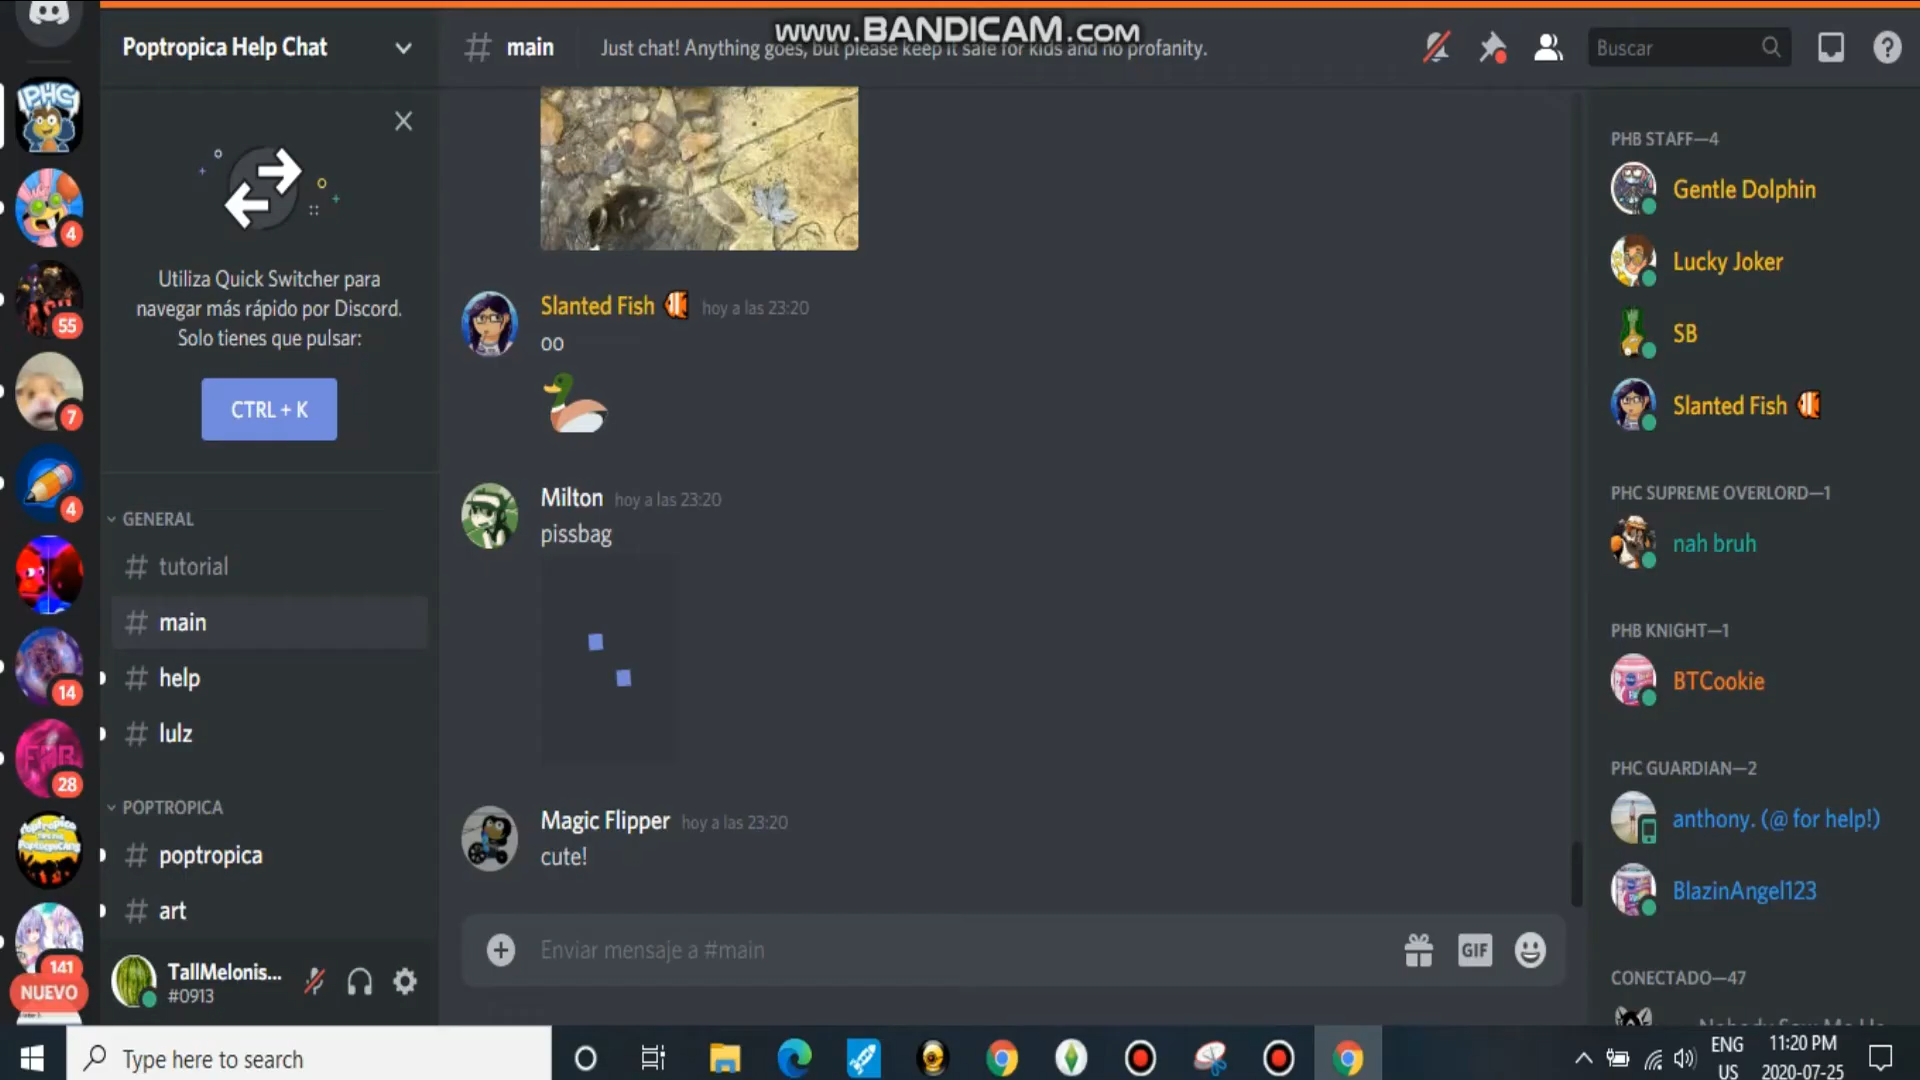 www.BANDICAM.com
Poptropica Help Chat
main
Just chat! Anything goes, but please keep it safe for kids and no profanity.
Buscar
PHC
4
55
7
4
14
FMB
28
141
NUEVO
Utiliza Quick Switcher para
navegar más rápido por Discord.
Solo tienes que pulsar:
CTRL + K
GENERAL
# tutorial
# main
# help
# lulz
POPTROPICA
# poptropica
# art
TallMelonis...
#0913
Slanted Fish hoy a las 23:20
oo
Milton hoy a las 23:20
pissbag
Magic Flipper hoy a las 23:20
cute!
Enviar mensaje a #main
GIF
PHB STAFF—4
Gentle Dolphin
Lucky Joker
SB
Slanted Fish
PHC SUPREME OVERLORD—1
nah bruh
PHB KNIGHT—1
BTCookie
PHC GUARDIAN—2
anthony. (@ for help!)
BlazinAngel123
CONECTADO—47
Type here to search
ENG
US
11:20 PM
2020-07-25